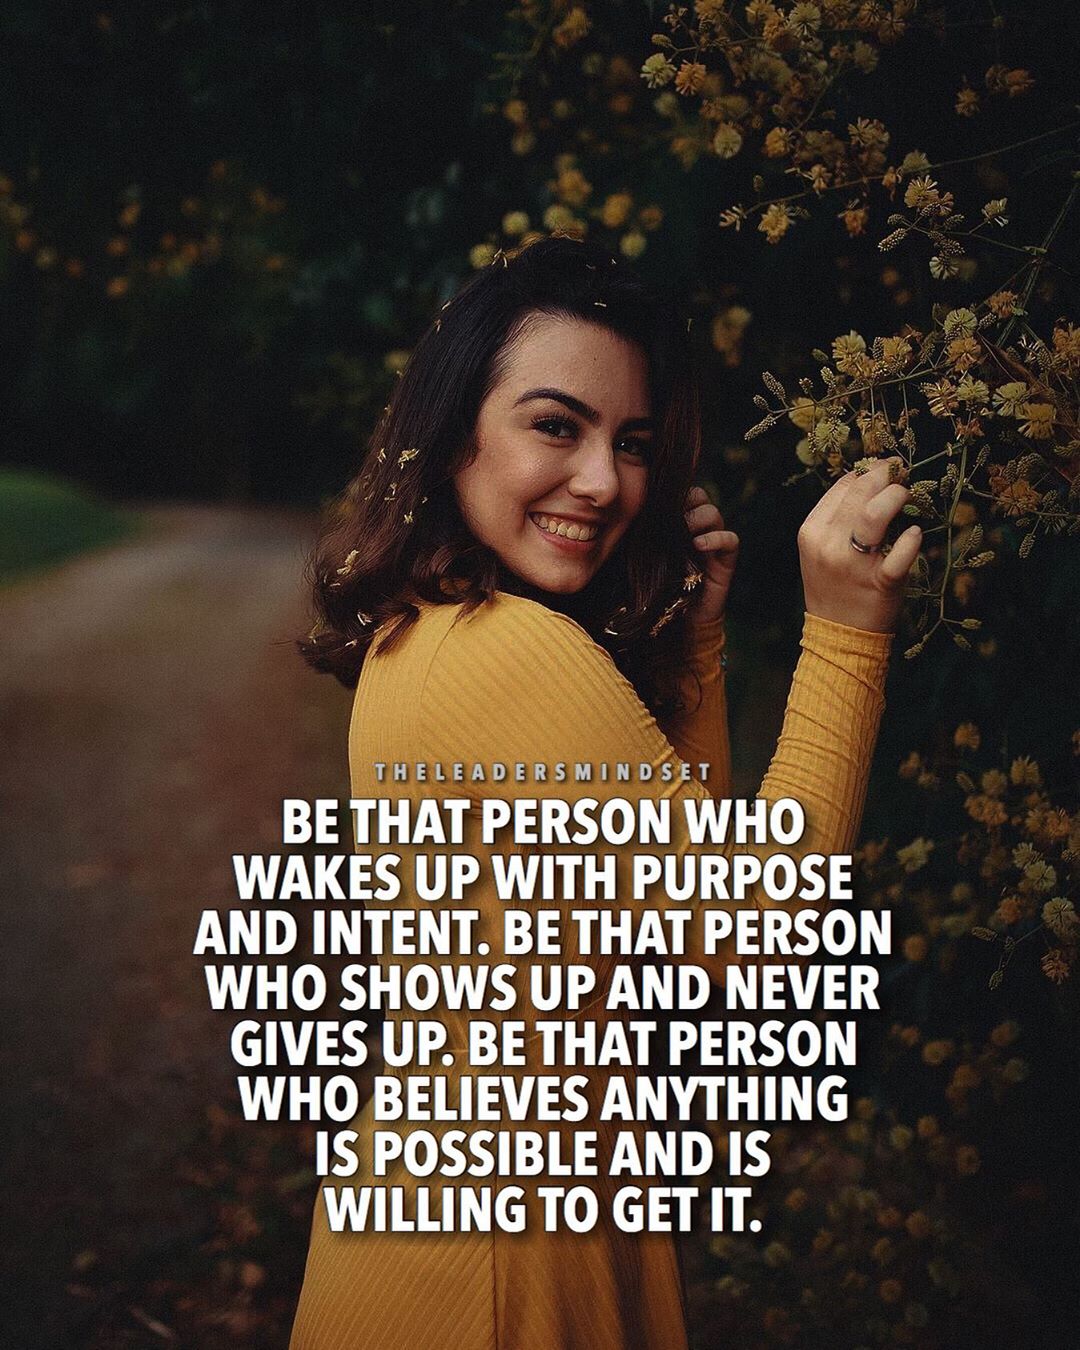 THELEADERSMINDSET
BE THAT PERSON WHO
WAKES UP WITH PURPOSE
AND INTENT. BE THAT PERSON
WHO SHOWS UP AND NEVER
GIVES UP. BE THAT PERSON
WHO BELIEVES ANYTHING
IS POSSIBLE AND IS
WILLING TO GET IT.